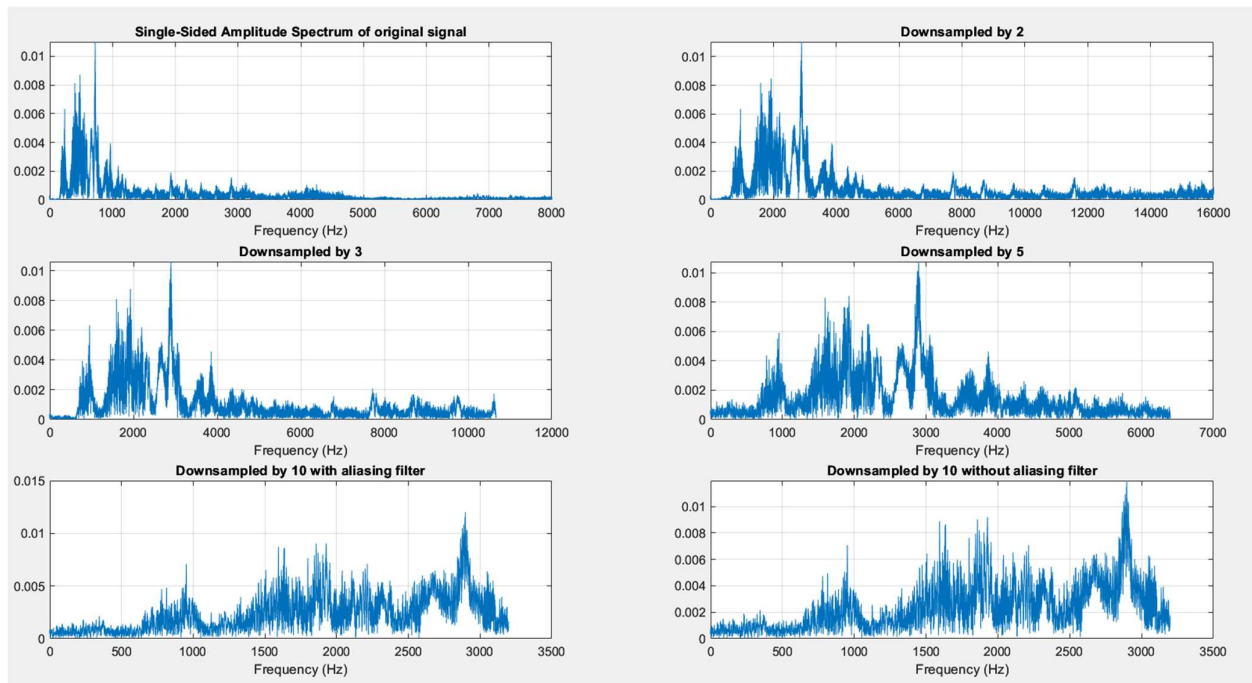 Single-Sided Amplitude Spectrum of original signal
0.01
0.008
0.006
0.004
0.002
0
0 1000 2000 3000 4000 5000 6000 7000 8000
Frequency (Hz)
Downsampled by 2
0.01
0.008
0.006
0.004
0.002
0
0 2000 4000 6000 8000 10000 12000 14000 16000
Frequency (Hz)
Downsampled by 3
0.01
0.008
0.006
0.004
0.002
0
0 2000 4000 6000 8000 10000 12000
Frequency (Hz)
Downsampled by 5
0.01
0.008
0.006
0.004
0.002
0
0 1000 2000 3000 4000 5000 6000 7000
Frequency (Hz)
Downsampled by 10 with aliasing filter
0.015
0.01
0.005
0
0 500 1000 1500 2000 2500 3000 3500
Frequency (Hz)
Downsampled by 10 without aliasing filter
0.01
0.008
0.006
0.004
0.002
0
0 500 1000 1500 2000 2500 3000 3500
Frequency (Hz)